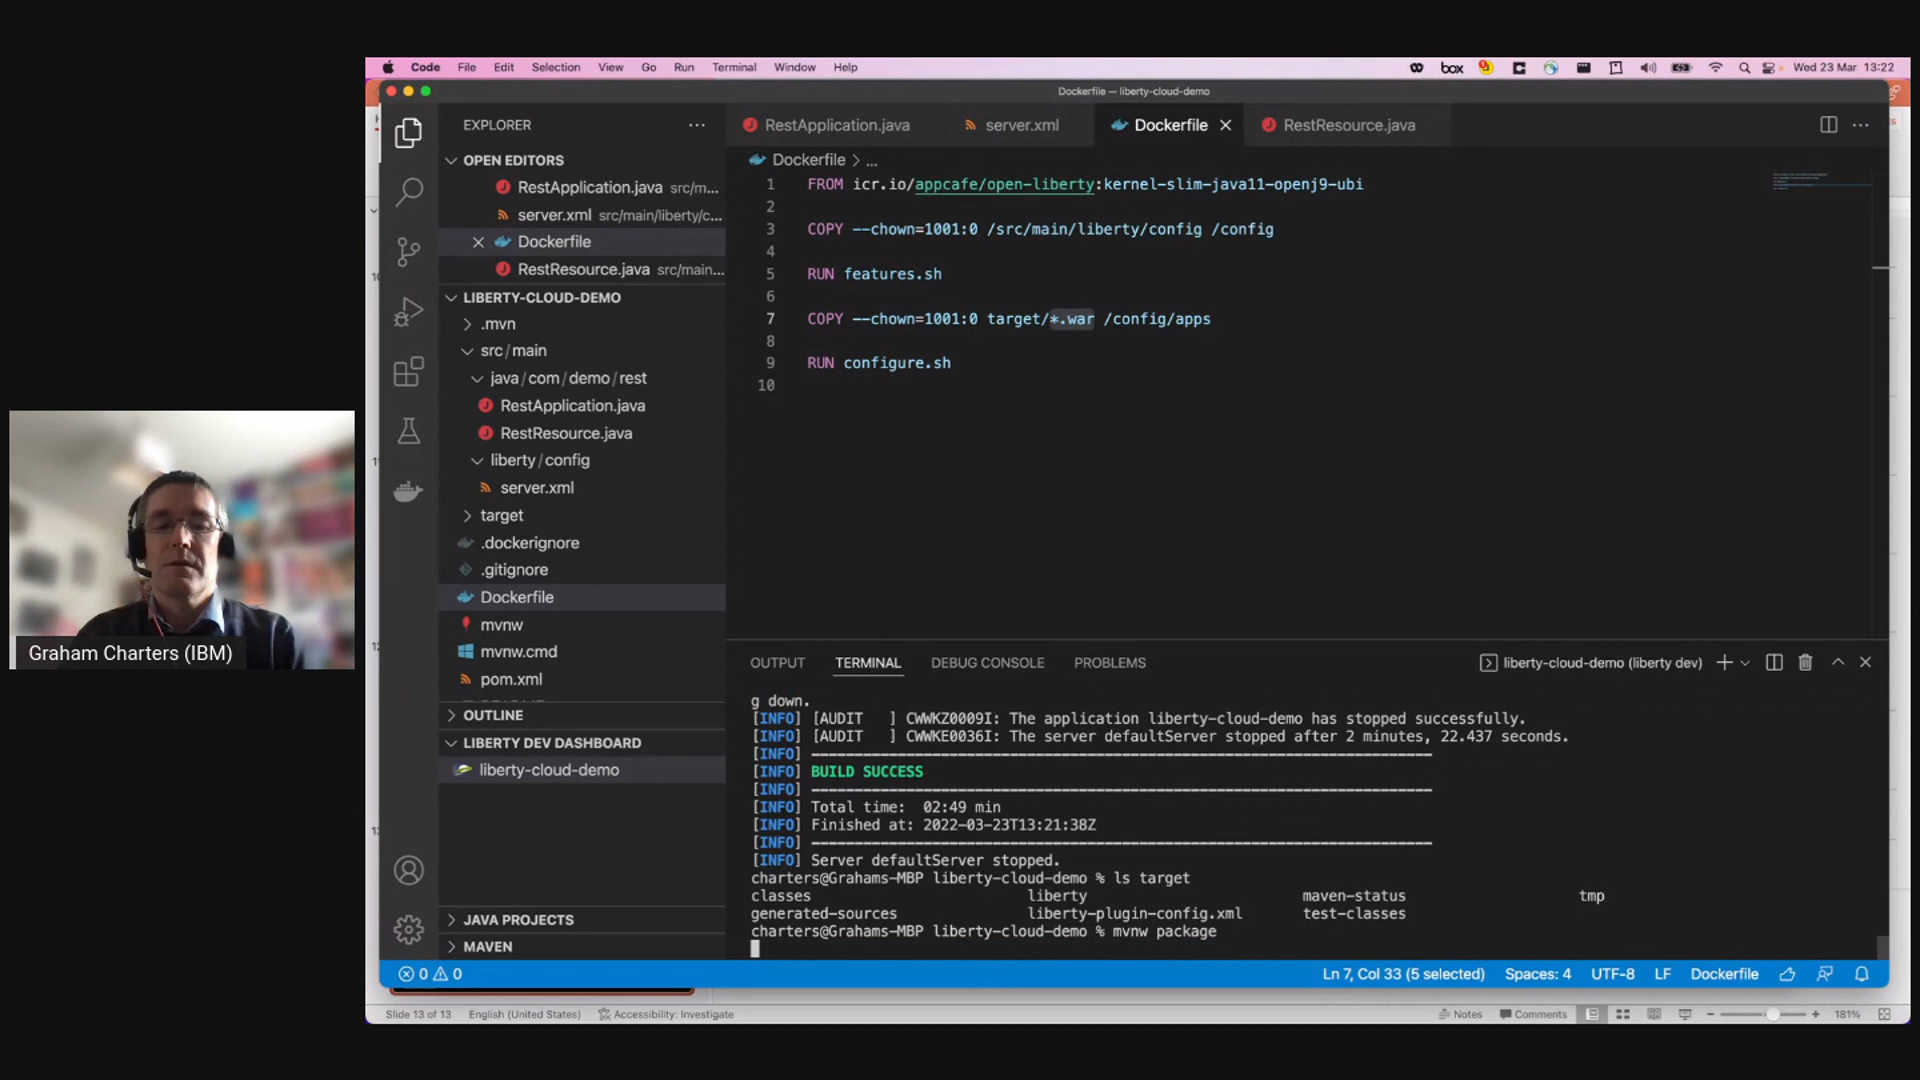 Code File Edit Selection View Go Run Terminal Window Help
box
Wed 23 Mar 13:22
Dockerfile — liberty-cloud-demo
EXPLORER
OPEN EDITORS
RestApplication.java src/m...
server.xml src/main/liberty/c...
Dockerfile
RestResource.java src/main...
LIBERTY-CLOUD-DEMO
.mvn
src/main
java/com/demo/rest
RestApplication.java
RestResource.java
liberty/config
server.xml
target
.dockerignore
.gitignore
Dockerfile
mvnw
mvnw.cmd
pom.xml
OUTLINE
LIBERTY DEV DASHBOARD
liberty-cloud-demo
JAVA PROJECTS
MAVEN
RestApplication.java
server.xml
Dockerfile
RestResource.java
Dockerfile > ...
1 FROM icr.io/appcafe/open-liberty:kernel-slim-java11-openj9-ubi
2
3 COPY --chown=1001:0 /src/main/liberty/config /config
4
5 RUN features.sh
6
7 COPY --chown=1001:0 target/*.war /config/apps
8
9 RUN configure.sh
10
OUTPUT TERMINAL DEBUG CONSOLE PROBLEMS
liberty-cloud-demo (liberty dev)
g down.
[INFO] [AUDIT   ] CWWKZ0009I: The application liberty-cloud-demo has stopped successfully.
[INFO] [AUDIT   ] CWWKE0036I: The server defaultServer stopped after 2 minutes, 22.437 seconds.
[INFO] ------------------------------------------------------------------------
[INFO] BUILD SUCCESS
[INFO] ------------------------------------------------------------------------
[INFO] Total time:  02:49 min
[INFO] Finished at: 2022-03-23T13:21:38Z
[INFO] ------------------------------------------------------------------------
[INFO] Server defaultServer stopped.
charters@Grahams-MBP liberty-cloud-demo % ls target
classes liberty maven-status tmp
generated-sources liberty-plugin-config.xml test-classes
charters@Grahams-MBP liberty-cloud-demo % mvnw package
0 0
Ln 7, Col 33 (5 selected) Spaces: 4 UTF-8 LF Dockerfile
Slide 13 of 13 English (United States) Accessibility: Investigate
Notes Comments 181%
Graham Charters (IBM)